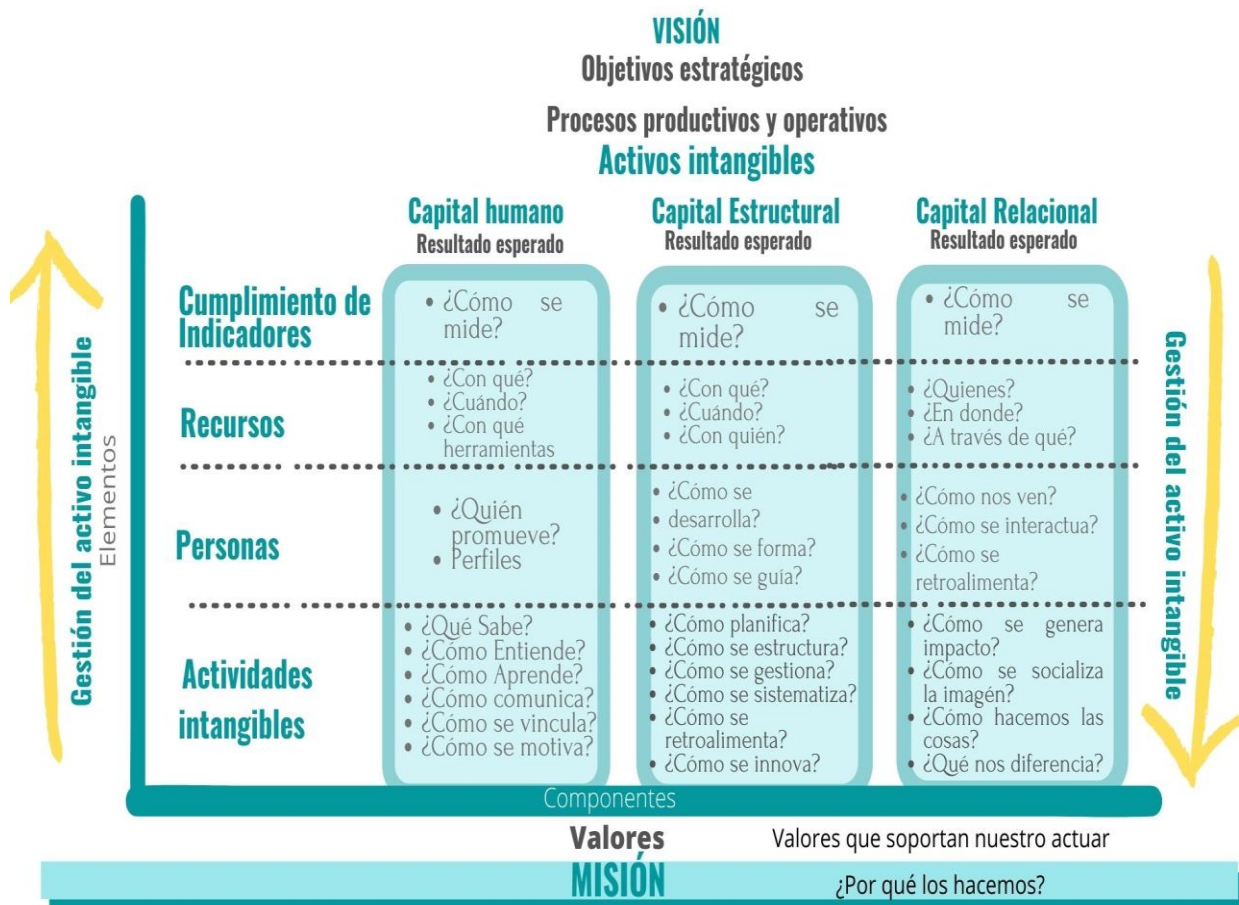 VISIÓN
Objetivos estratégicos
Procesos productivos y operativos
Activos intangibles
Capital humano
Resultado esperado
Capital Estructural
Resultado esperado
Capital Relacional
Resultado esperado
Gestión del activo intangible
Elementos
Cumplimiento de
Indicadores
• ¿Cómo se
mide?
• ¿Cómo se
mide?
• ¿Cómo se
mide?
Recursos
• ¿Con qué?
• ¿Cuándo?
• ¿Con qué
herramientas
• ¿Con qué?
• ¿Cuándo?
• ¿Con quién?
• ¿Quienes?
• ¿En donde?
• ¿A través de qué?
Personas
• ¿Quién
promueve?
• Perfiles
• ¿Cómo se
• desarrolla?
• ¿Cómo se forma?
• ¿Cómo se guía?
• ¿Cómo nos ven?
• ¿Cómo se interactua?
• ¿Cómo se
retroalimenta?
Actividades
intangibles
• ¿Qué Sabe?
• ¿Cómo Entiende?
• ¿Cómo Aprende?
• ¿Cómo comunica?
• ¿Cómo se vincula?
• ¿Cómo se motiva?
• ¿Cómo planifica?
• ¿Cómo se estructura?
• ¿Cómo se gestiona?
• ¿Cómo se sistematiza?
• ¿Cómo se
retroalimenta?
• ¿Cómo se innova?
• ¿Cómo se genera
impacto?
• ¿Cómo se socializa
la imagén?
• ¿Cómo hacemos las
cosas?
• ¿Qué nos diferencia?
Gestión del activo intangible
Componentes
Valores
Valores que soportan nuestro actuar
MISIÓN
¿Por qué los hacemos?